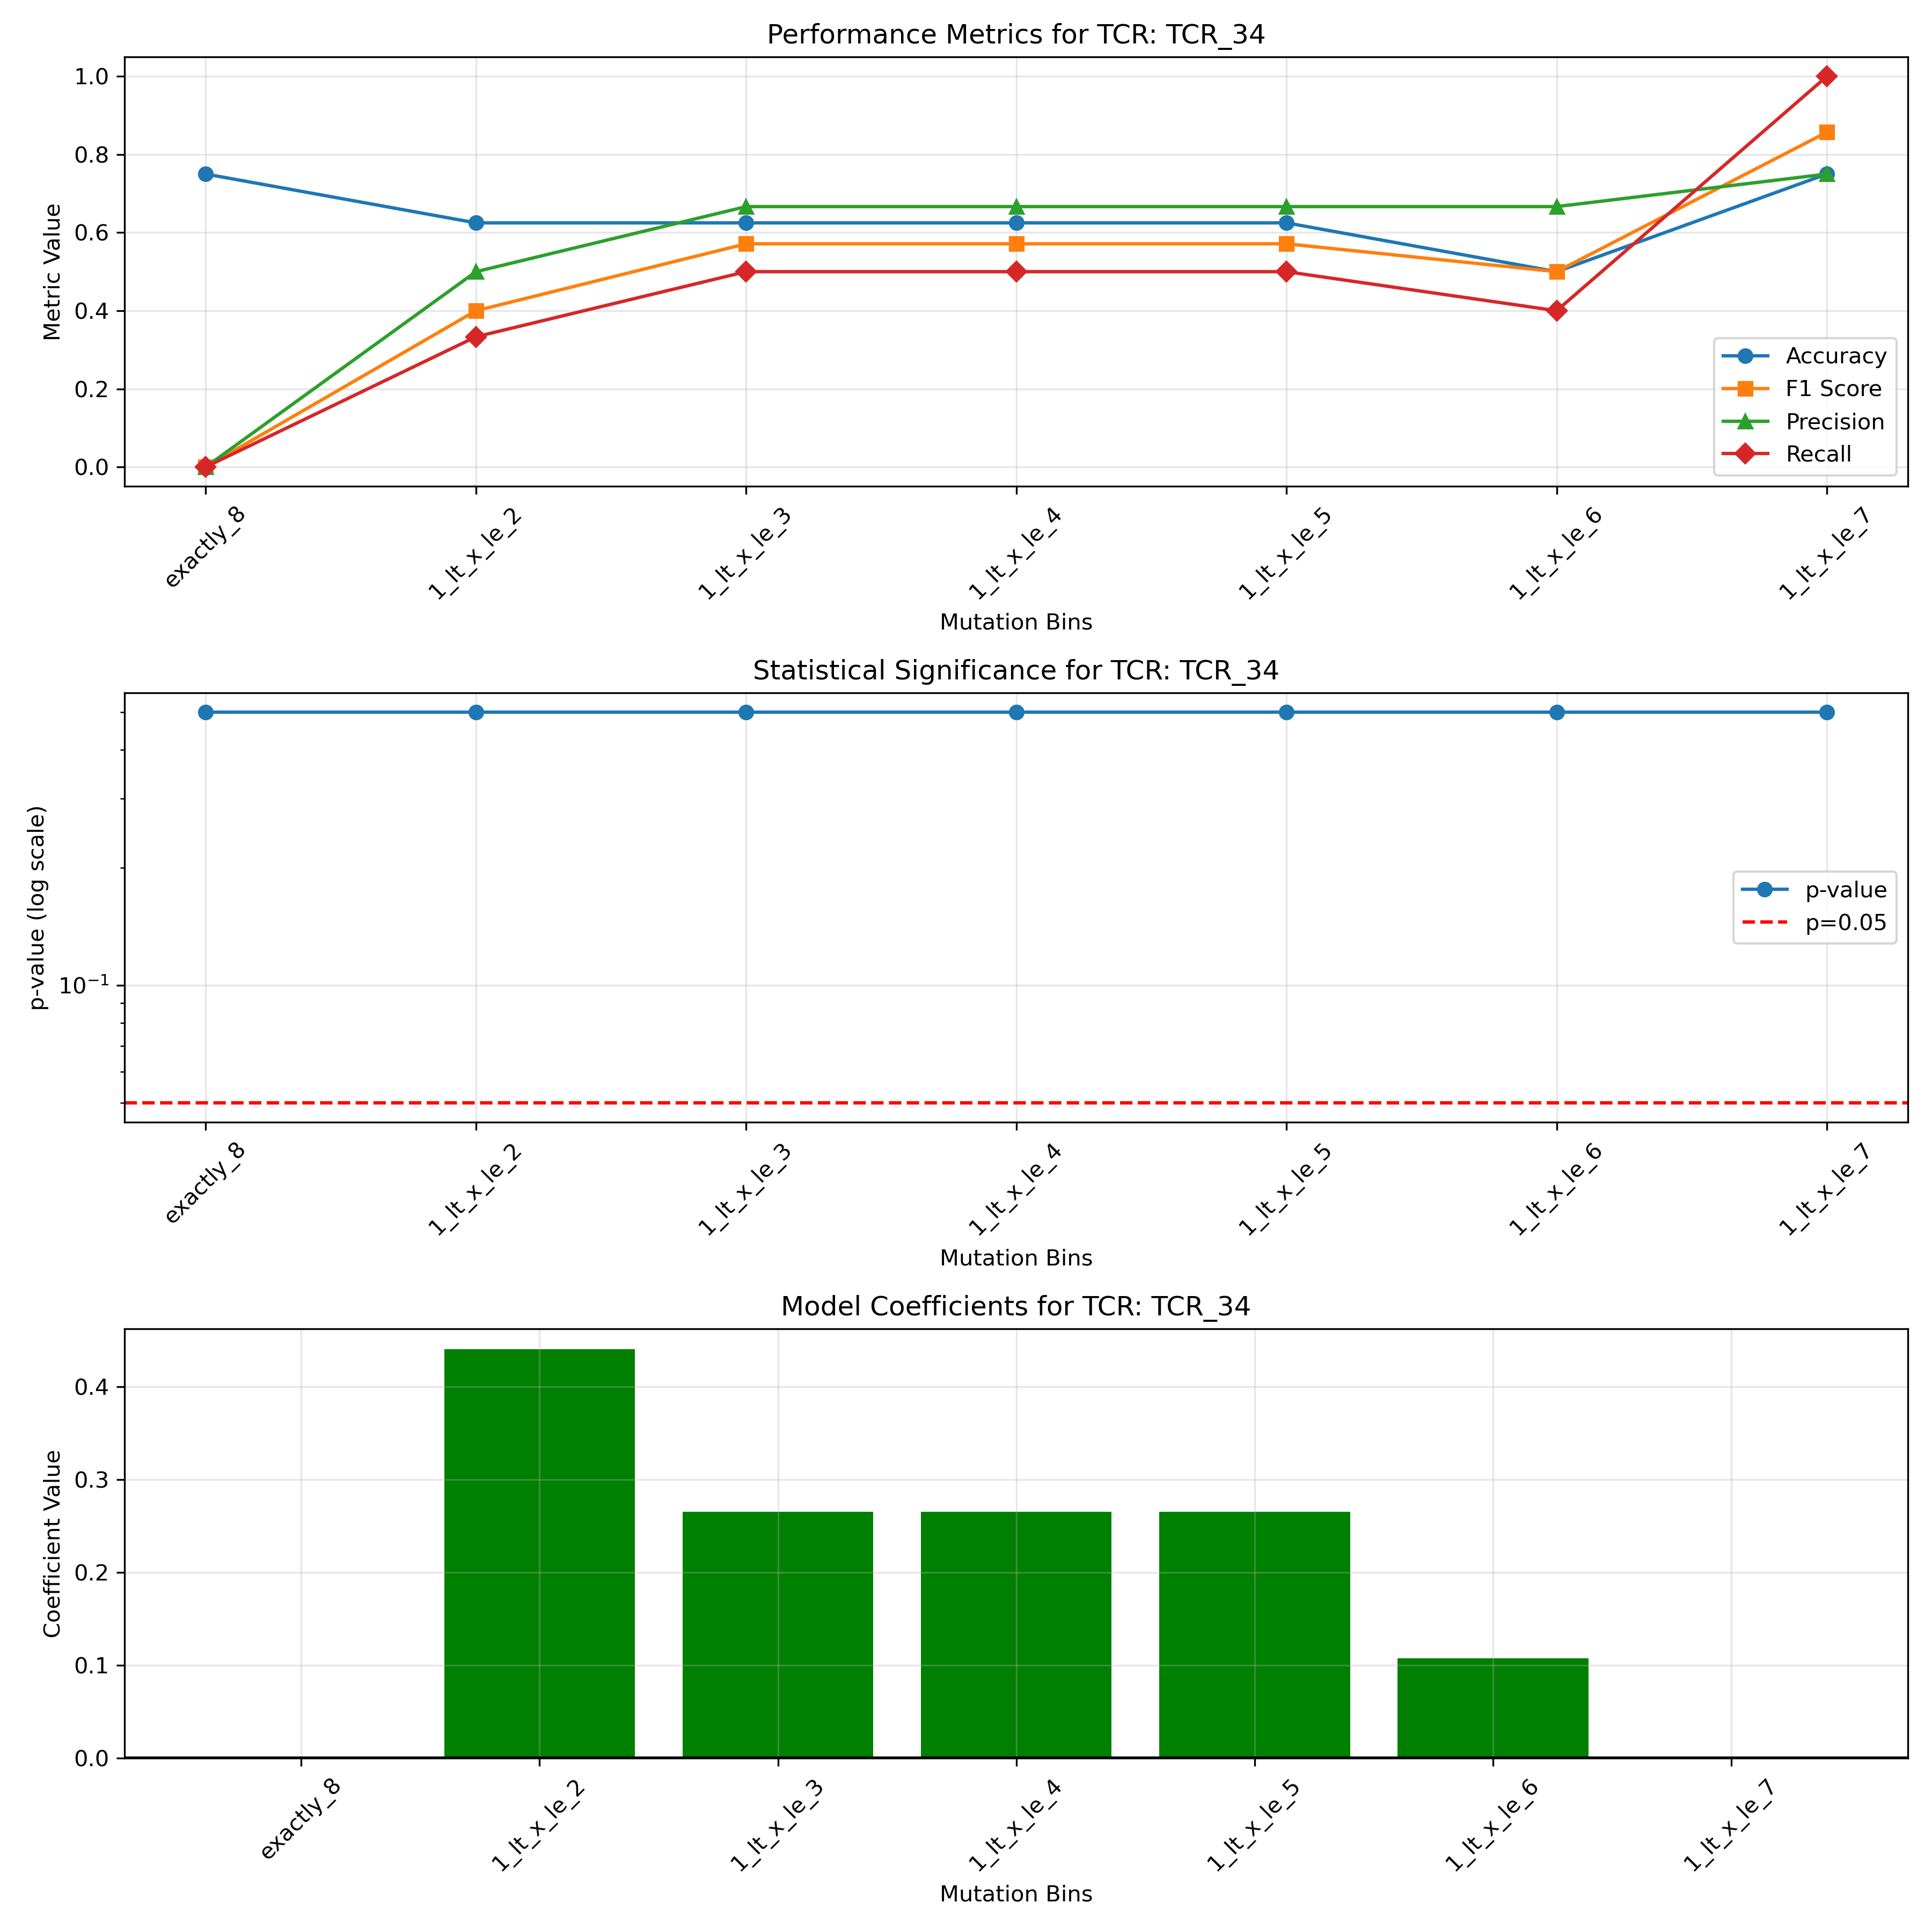 Performance Metrics for TCR: TCR_34
Metric Value
1.0
0.8
0.6
0.4
0.2
0.0
Accuracy
F1 Score
Precision
Recall
exactly_8
1_lt_x_le_2
1_lt_x_le_3
1_lt_x_le_4
1_lt_x_le_5
1_lt_x_le_6
1_lt_x_le_7
Mutation Bins
Statistical Significance for TCR: TCR_34
p-value (log scale)
10⁻¹
p-value
p=0.05
exactly_8
1_lt_x_le_2
1_lt_x_le_3
1_lt_x_le_4
1_lt_x_le_5
1_lt_x_le_6
1_lt_x_le_7
Mutation Bins
Model Coefficients for TCR: TCR_34
Coefficient Value
0.4
0.3
0.2
0.1
0.0
exactly_8
1_lt_x_le_2
1_lt_x_le_3
1_lt_x_le_4
1_lt_x_le_5
1_lt_x_le_6
1_lt_x_le_7
Mutation Bins